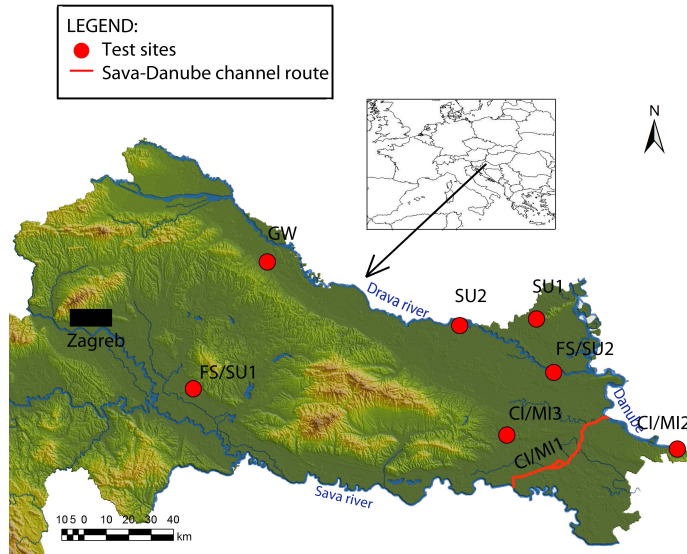 LEGEND:
Test sites
Sava-Danube channel route
N
GW
Drava river
SU2
SU1
Zagreb
FS/SU2
FS/SU1
Danube
CI/MI3
CI/MI2
CI/MI1
Sava river
10 5 0 10 20 30 40
km